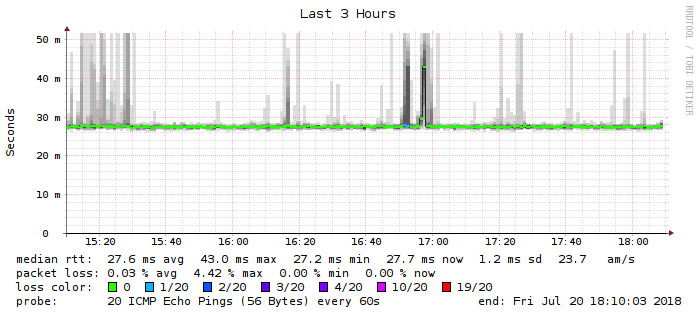 Last 3 Hours
RRDTOOL / TOBI OETIKER
Seconds
50 m
40 m
30 m
20 m
10 m
0
15:20 15:40 16:00 16:20 16:40 17:00 17:20 17:40 18:00
median rtt: 27.6 ms avg 43.0 ms max 27.2 ms min 27.7 ms now 1.2 ms sd 23.7 am/s
packet loss: 0.03 % avg 4.42 % max 0.00 % min 0.00 % now
loss color: 0 1/20 2/20 3/20 4/20 10/20 19/20
probe: 20 ICMP Echo Pings (56 Bytes) every 60s end: Fri Jul 20 18:10:03 2018